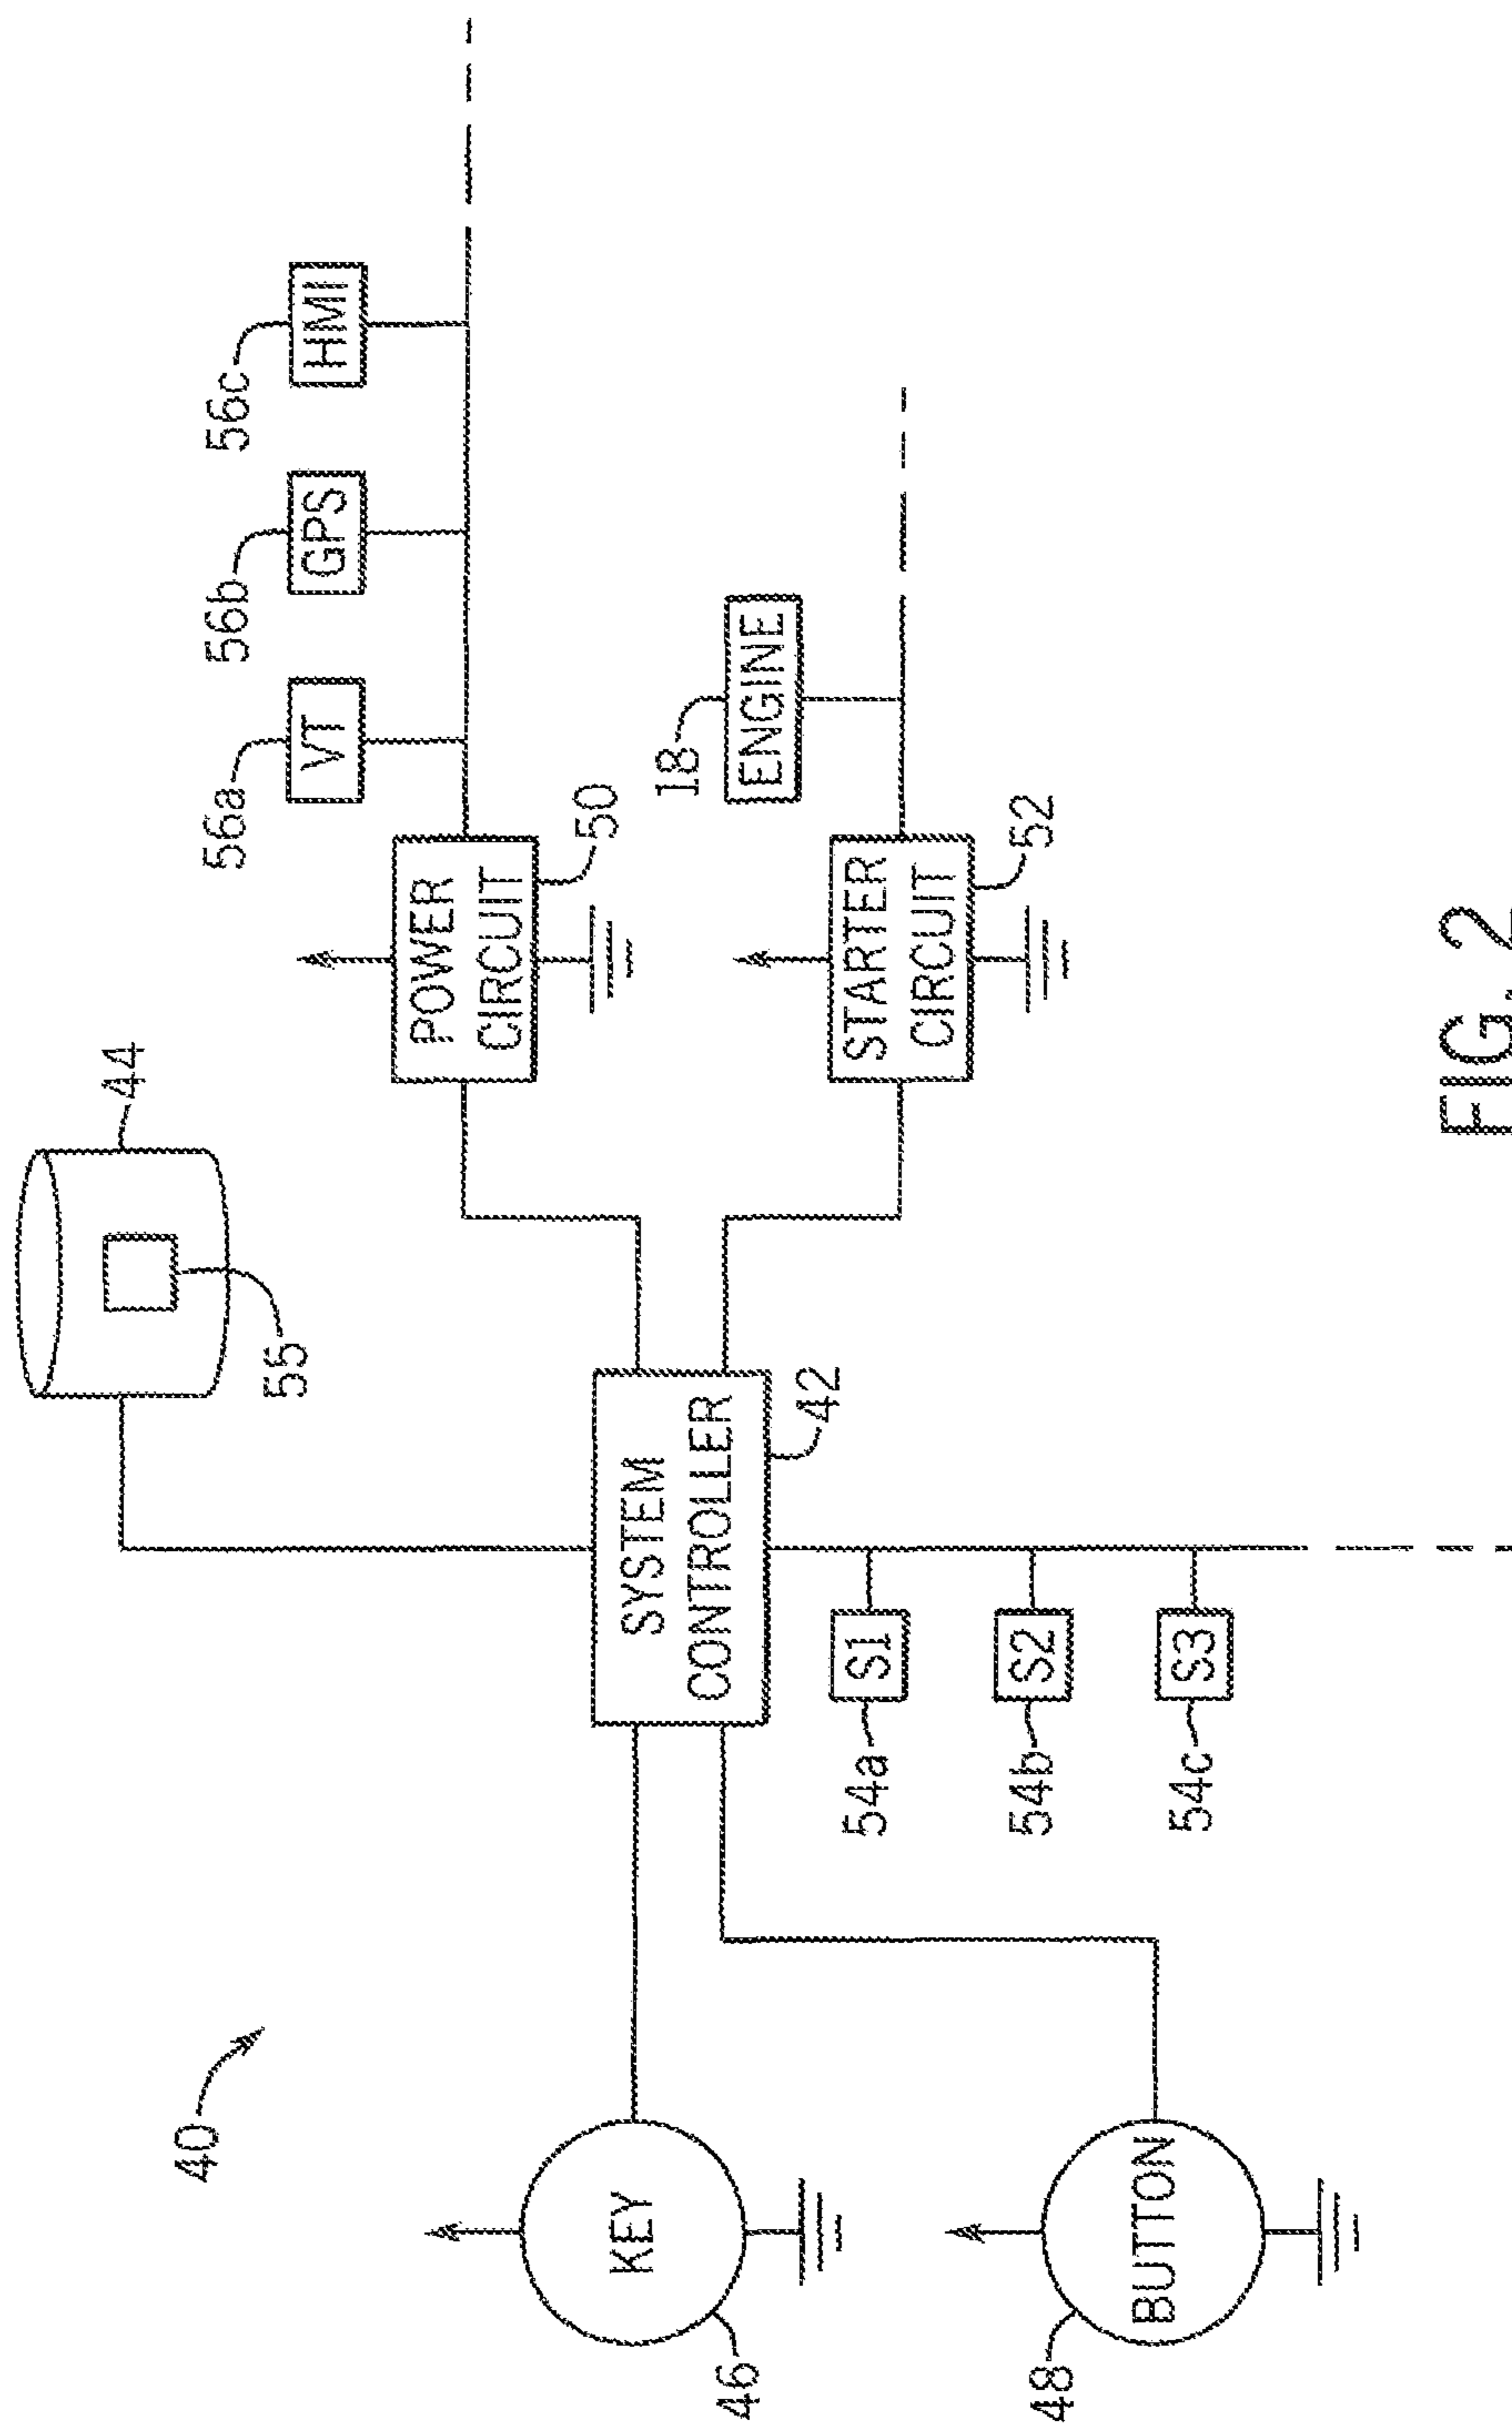 40
44
55
56a
56b
56c
VT
GPS
HMI
POWER
CIRCUIT
50
18
ENGINE
STARTER
CIRCUIT
52
SYSTEM
CONTROLLER
42
KEY
46
BUTTON
48
S1
54a
S2
54b
S3
54c
FIG. 2